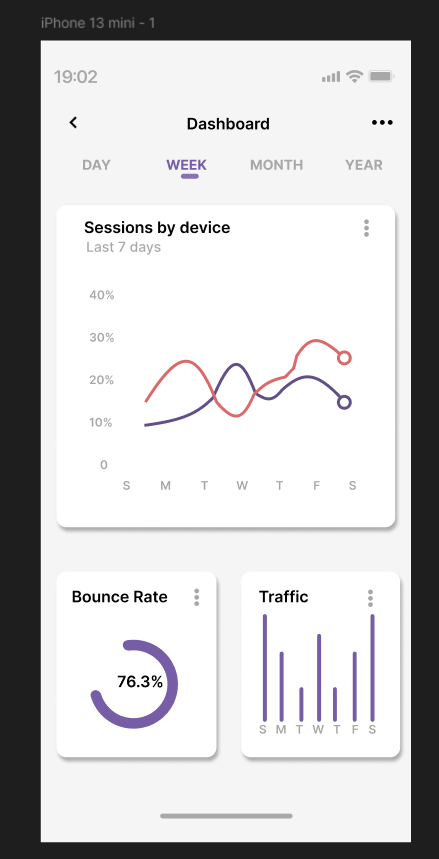 iPhone 13 mini - 1
19:02
Dashboard
DAY WEEK MONTH YEAR
Sessions by device
Last 7 days
40%
30%
20%
10%
0
S M T W T F S
Bounce Rate
76.3%
Traffic
S M T W T F S